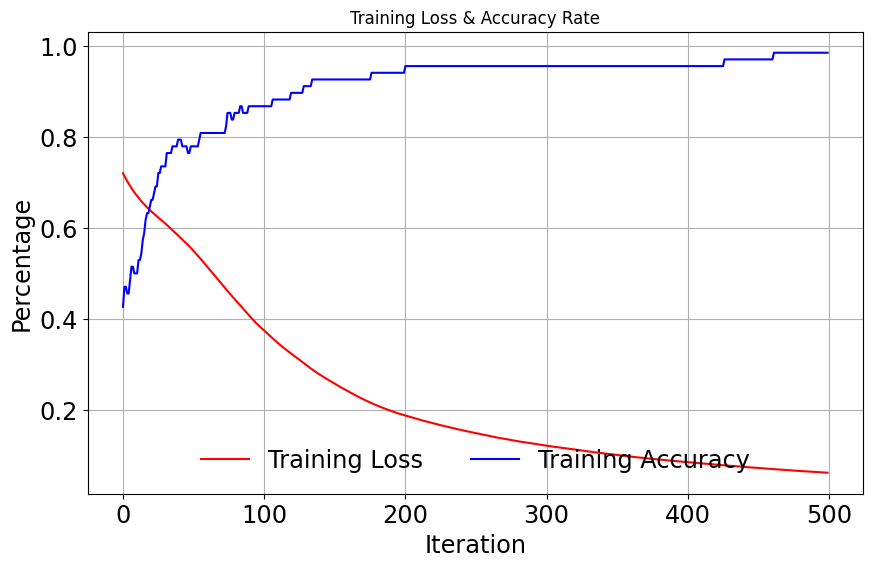 Training Loss & Accuracy Rate
1.0
0.8
0.6
0.4
0.2
Percentage
Training Loss Training Accuracy
0 100 200 300 400 500
Iteration